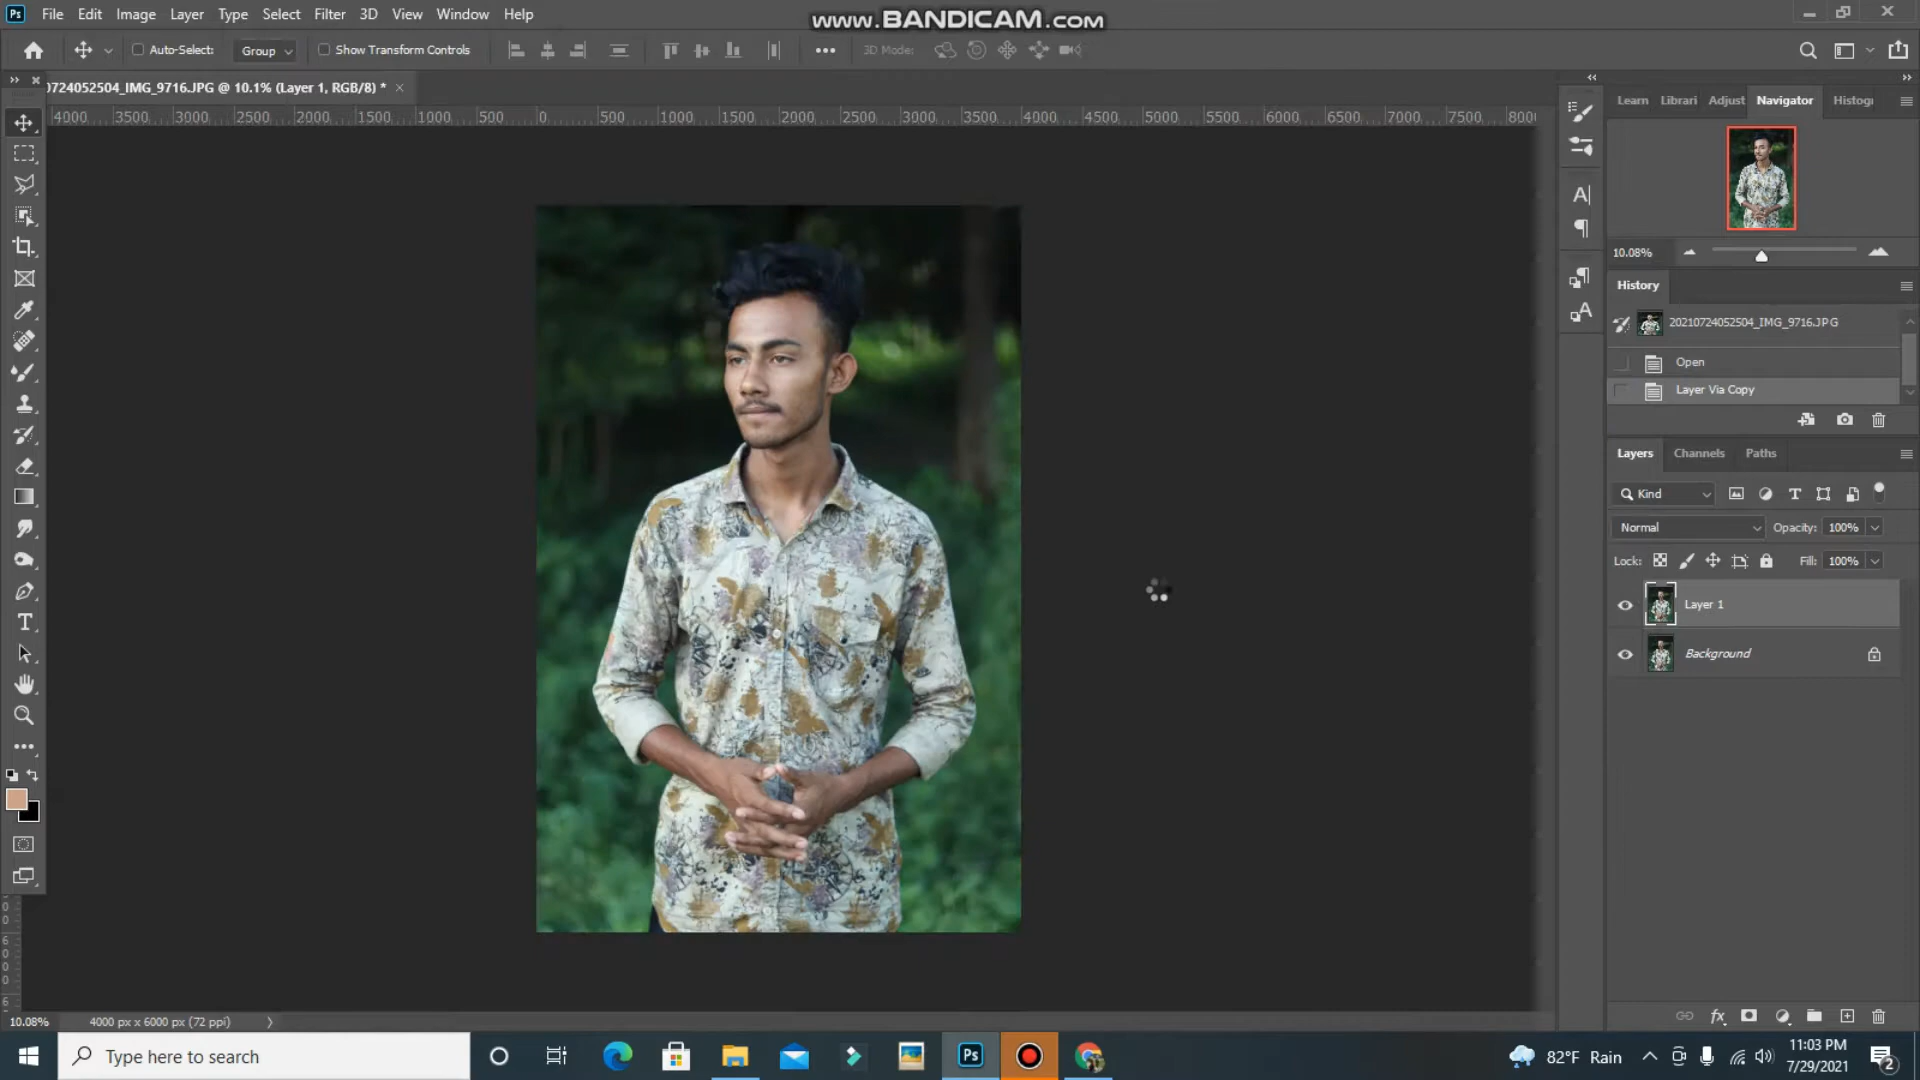 Ps File Edit Image Layer Type Select Filter 3D View Window Help
www.BANDICAM.com
Auto-Select: Group Show Transform Controls 3D Mode:
0724052504_IMG_9716.JPG @ 10.1% (Layer 1, RGB/8) * ×
4000 3500 3000 2500 2000 1500 1000 500 0 500 1000 1500 2000 2500 3000 3500 4000 4500 5000 5500 6000 6500 7000 7500
Learn Librari Adjust Navigator Histogr
10.08%
History
20210724052504_IMG_9716.JPG
Open
Layer Via Copy
Layers Channels Paths
Kind
Normal Opacity: 100%
Lock: Fill: 100%
Layer 1
Background
10.08% 4000 px x 6000 px (72 ppi)
Type here to search
Ps
82°F Rain
11:03 PM
7/29/2021
2